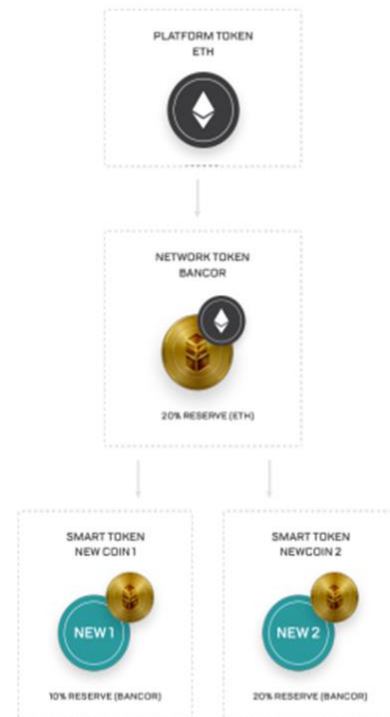 PLATFORM TOKEN
ETH
NETWORK TOKEN
BANCOR
20% RESERVE (ETH)
SMART TOKEN
NEW COIN 1
NEW 1
10% RESERVE (BANCOR)
SMART TOKEN
NEWCOIN 2
NEW 2
20% RESERVE (BANCOR)